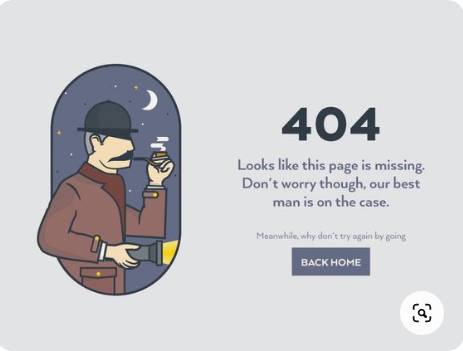 404
Looks like this page is missing.
Don't worry though, our best
man is on the case.
Meanwhile, why don't try again by going
BACK HOME